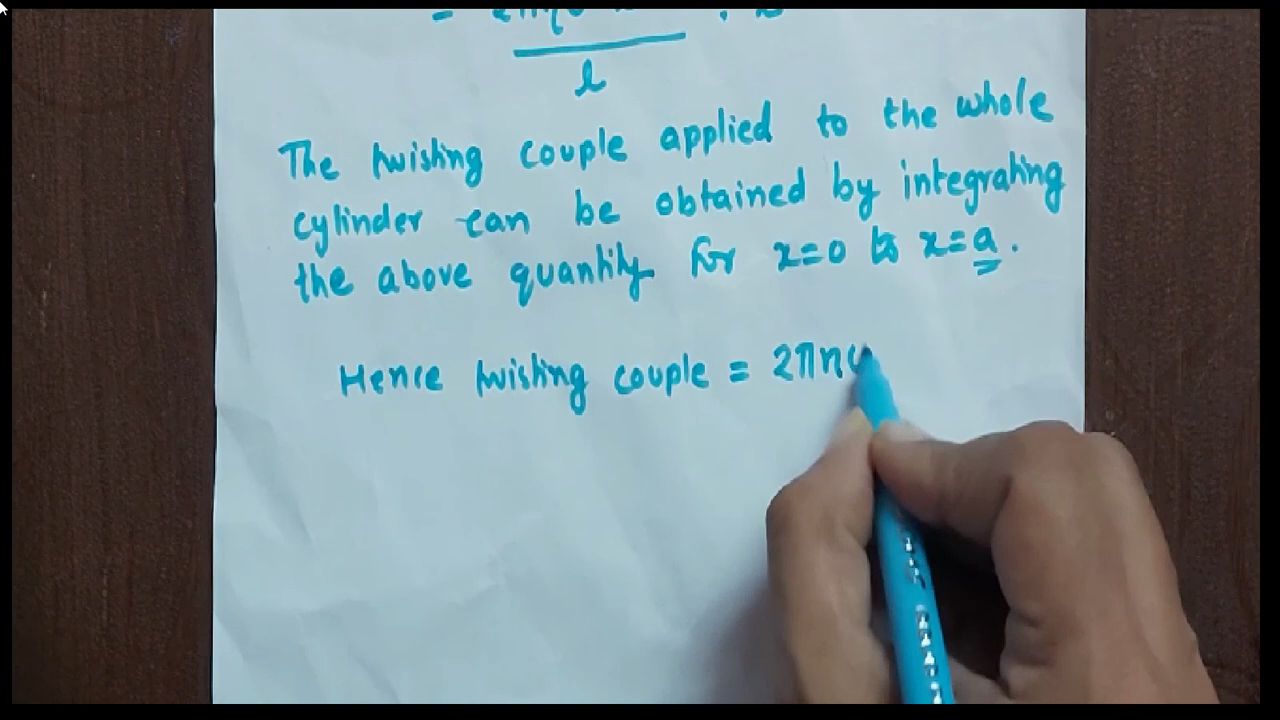 l
The twisting couple applied to the whole
cylinder can be obtained by integrating
the above quantity for x=0 to x=a.
Hence twisting couple = 2πn